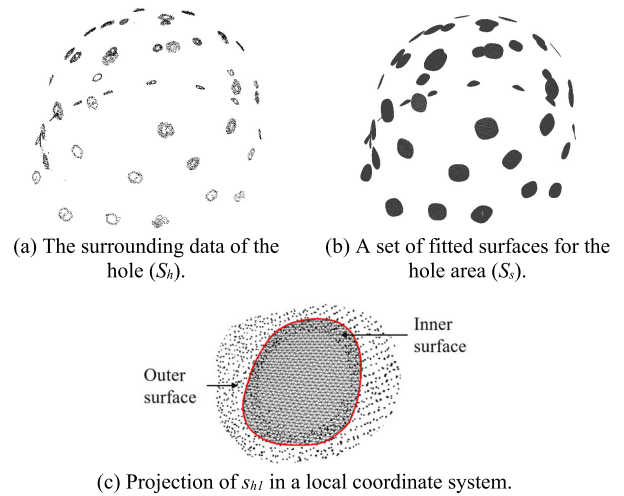 (a) The surrounding data of the
hole (Sh).
(b) A set of fitted surfaces for the
hole area (Ss).
Inner
surface
Outer
surface
(c) Projection of sh1 in a local coordinate system.